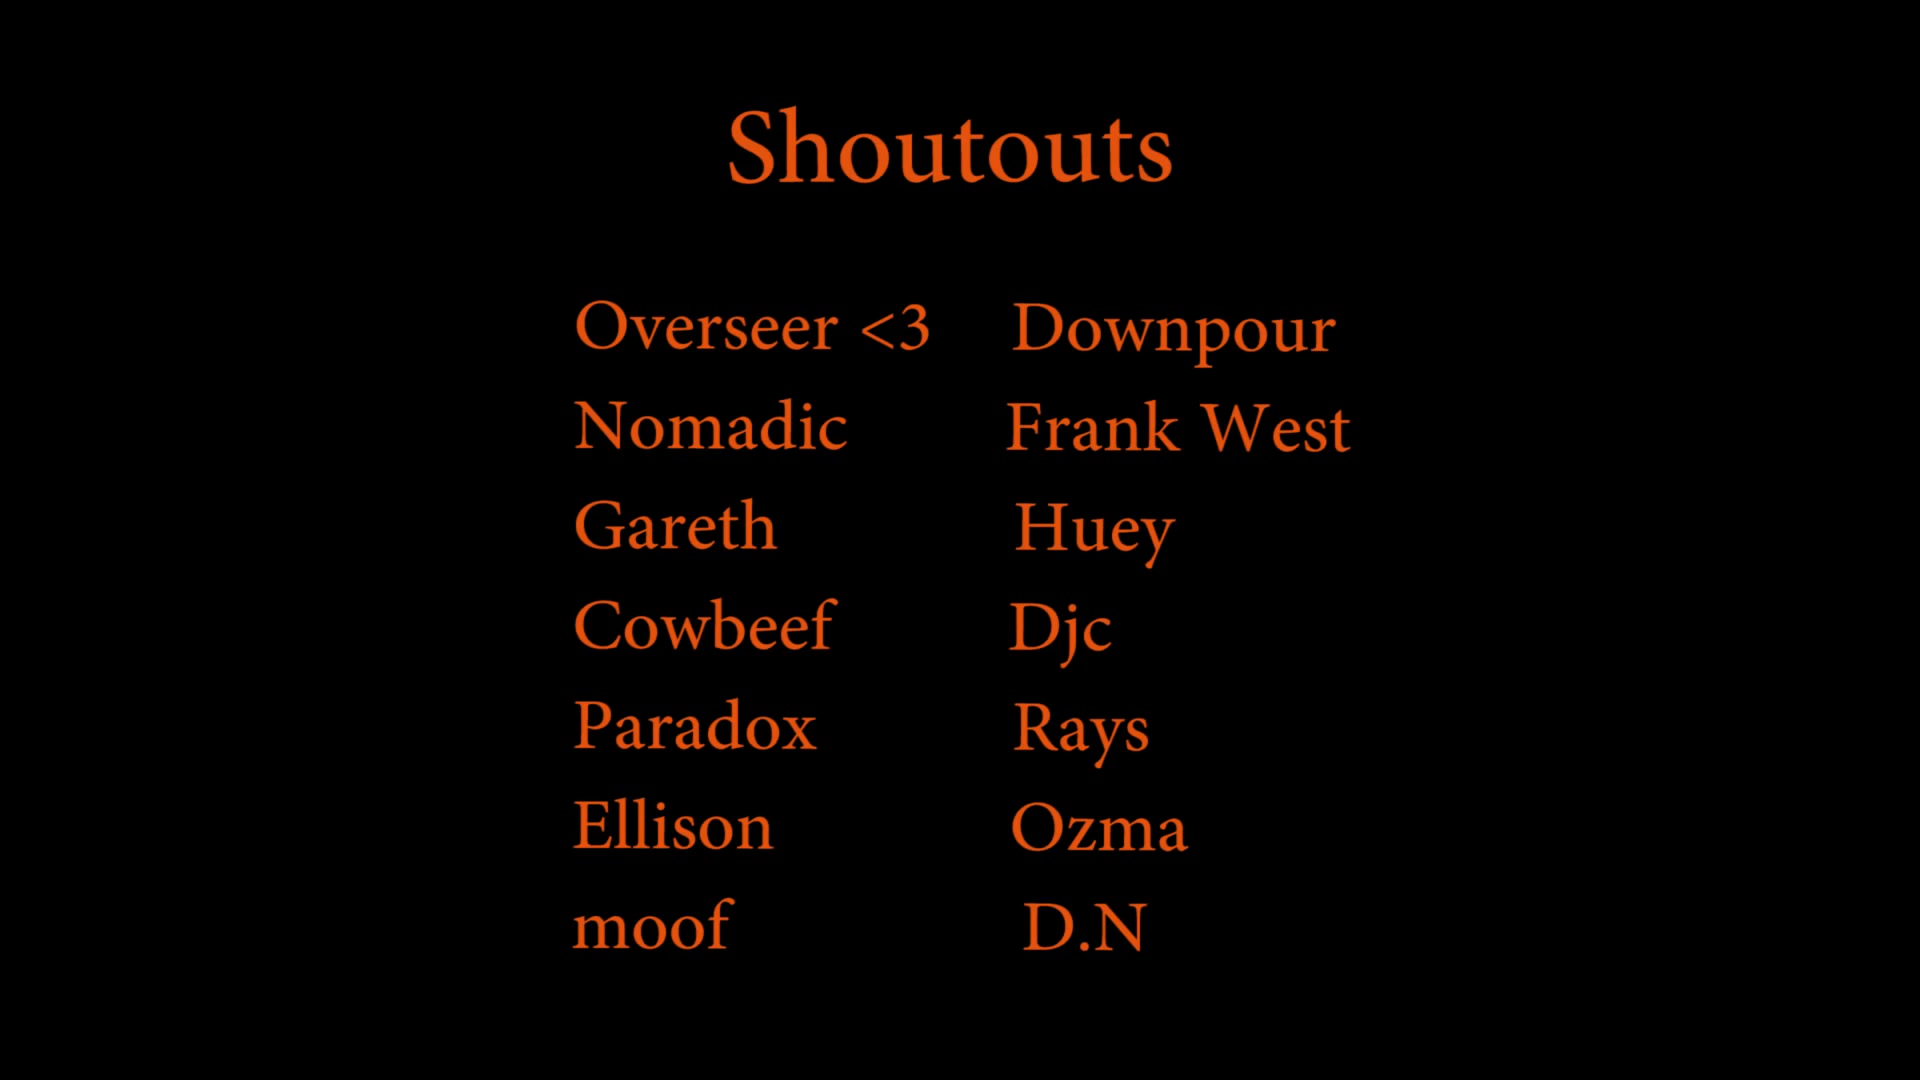 Shoutouts
Overseer <3
Nomadic
Gareth
Cowbeef
Paradox
Ellison
moof
Downpour
Frank West
Huey
Djc
Rays
Ozma
D.N